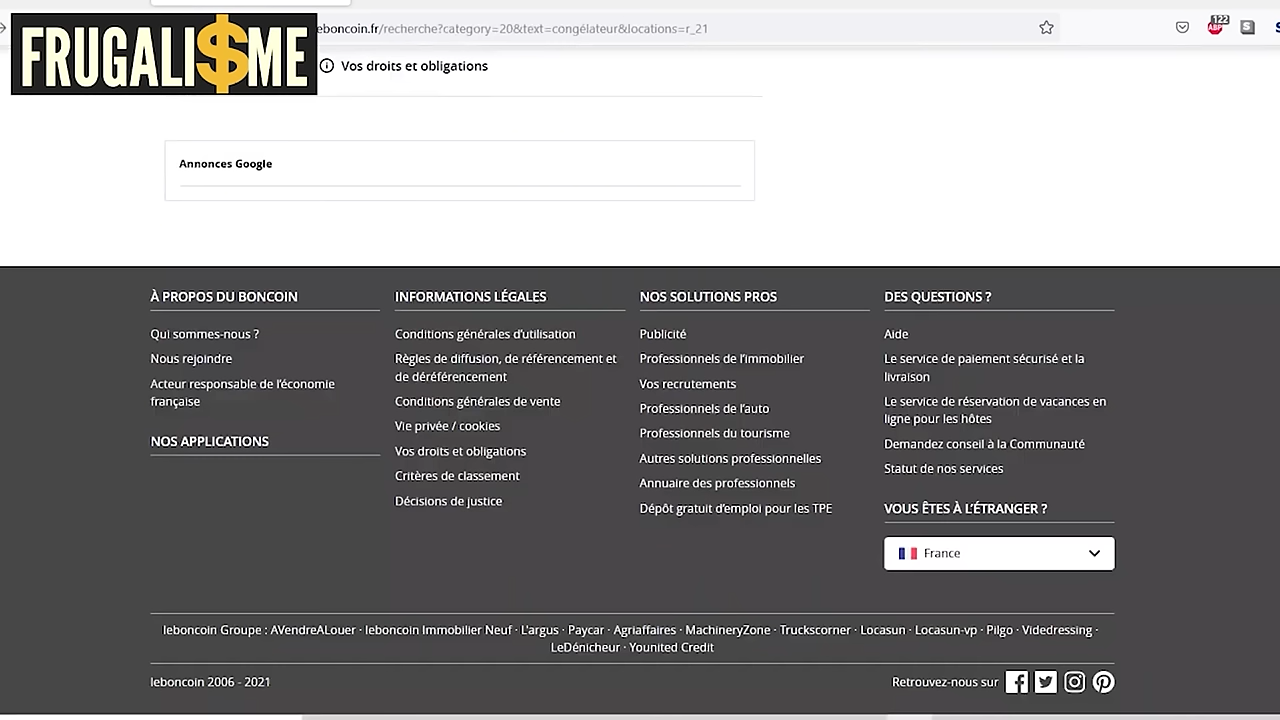 FRUGALI$ME
eboncoin.fr/recherche?category=20&text=congélateur&locations=r_21
122
ABP
S
S
Vos droits et obligations
Annonces Google
À PROPOS DU BONCOIN
Qui sommes-nous ?
Nous rejoindre
Acteur responsable de l'économie
française
NOS APPLICATIONS
INFORMATIONS LÉGALES
Conditions générales d'utilisation
Règles de diffusion, de référencement et
de déréférencement
Conditions générales de vente
Vie privée / cookies
Vos droits et obligations
Critères de classement
Décisions de justice
NOS SOLUTIONS PROS
Publicité
Professionnels de l'immobilier
Vos recrutements
Professionnels de l'auto
Professionnels du tourisme
Autres solutions professionnelles
Annuaire des professionnels
Dépôt gratuit d'emploi pour les TPE
DES QUESTIONS ?
Aide
Le service de paiement sécurisé et la
livraison
Le service de réservation de vacances en
ligne pour les hôtes
Demandez conseil à la Communauté
Statut de nos services
VOUS ÊTES À L'ÉTRANGER ?
France
leboncoin Groupe : AVendreALouer · leboncoin Immobilier Neuf · L'argus · Paycar · Agriaffaires · MachineryZone · Truckscorner · Locasun · Locasun-vp · Pilgo · Videdressing ·
LeDénicheur · Younited Credit
leboncoin 2006 - 2021
Retrouvez-nous sur